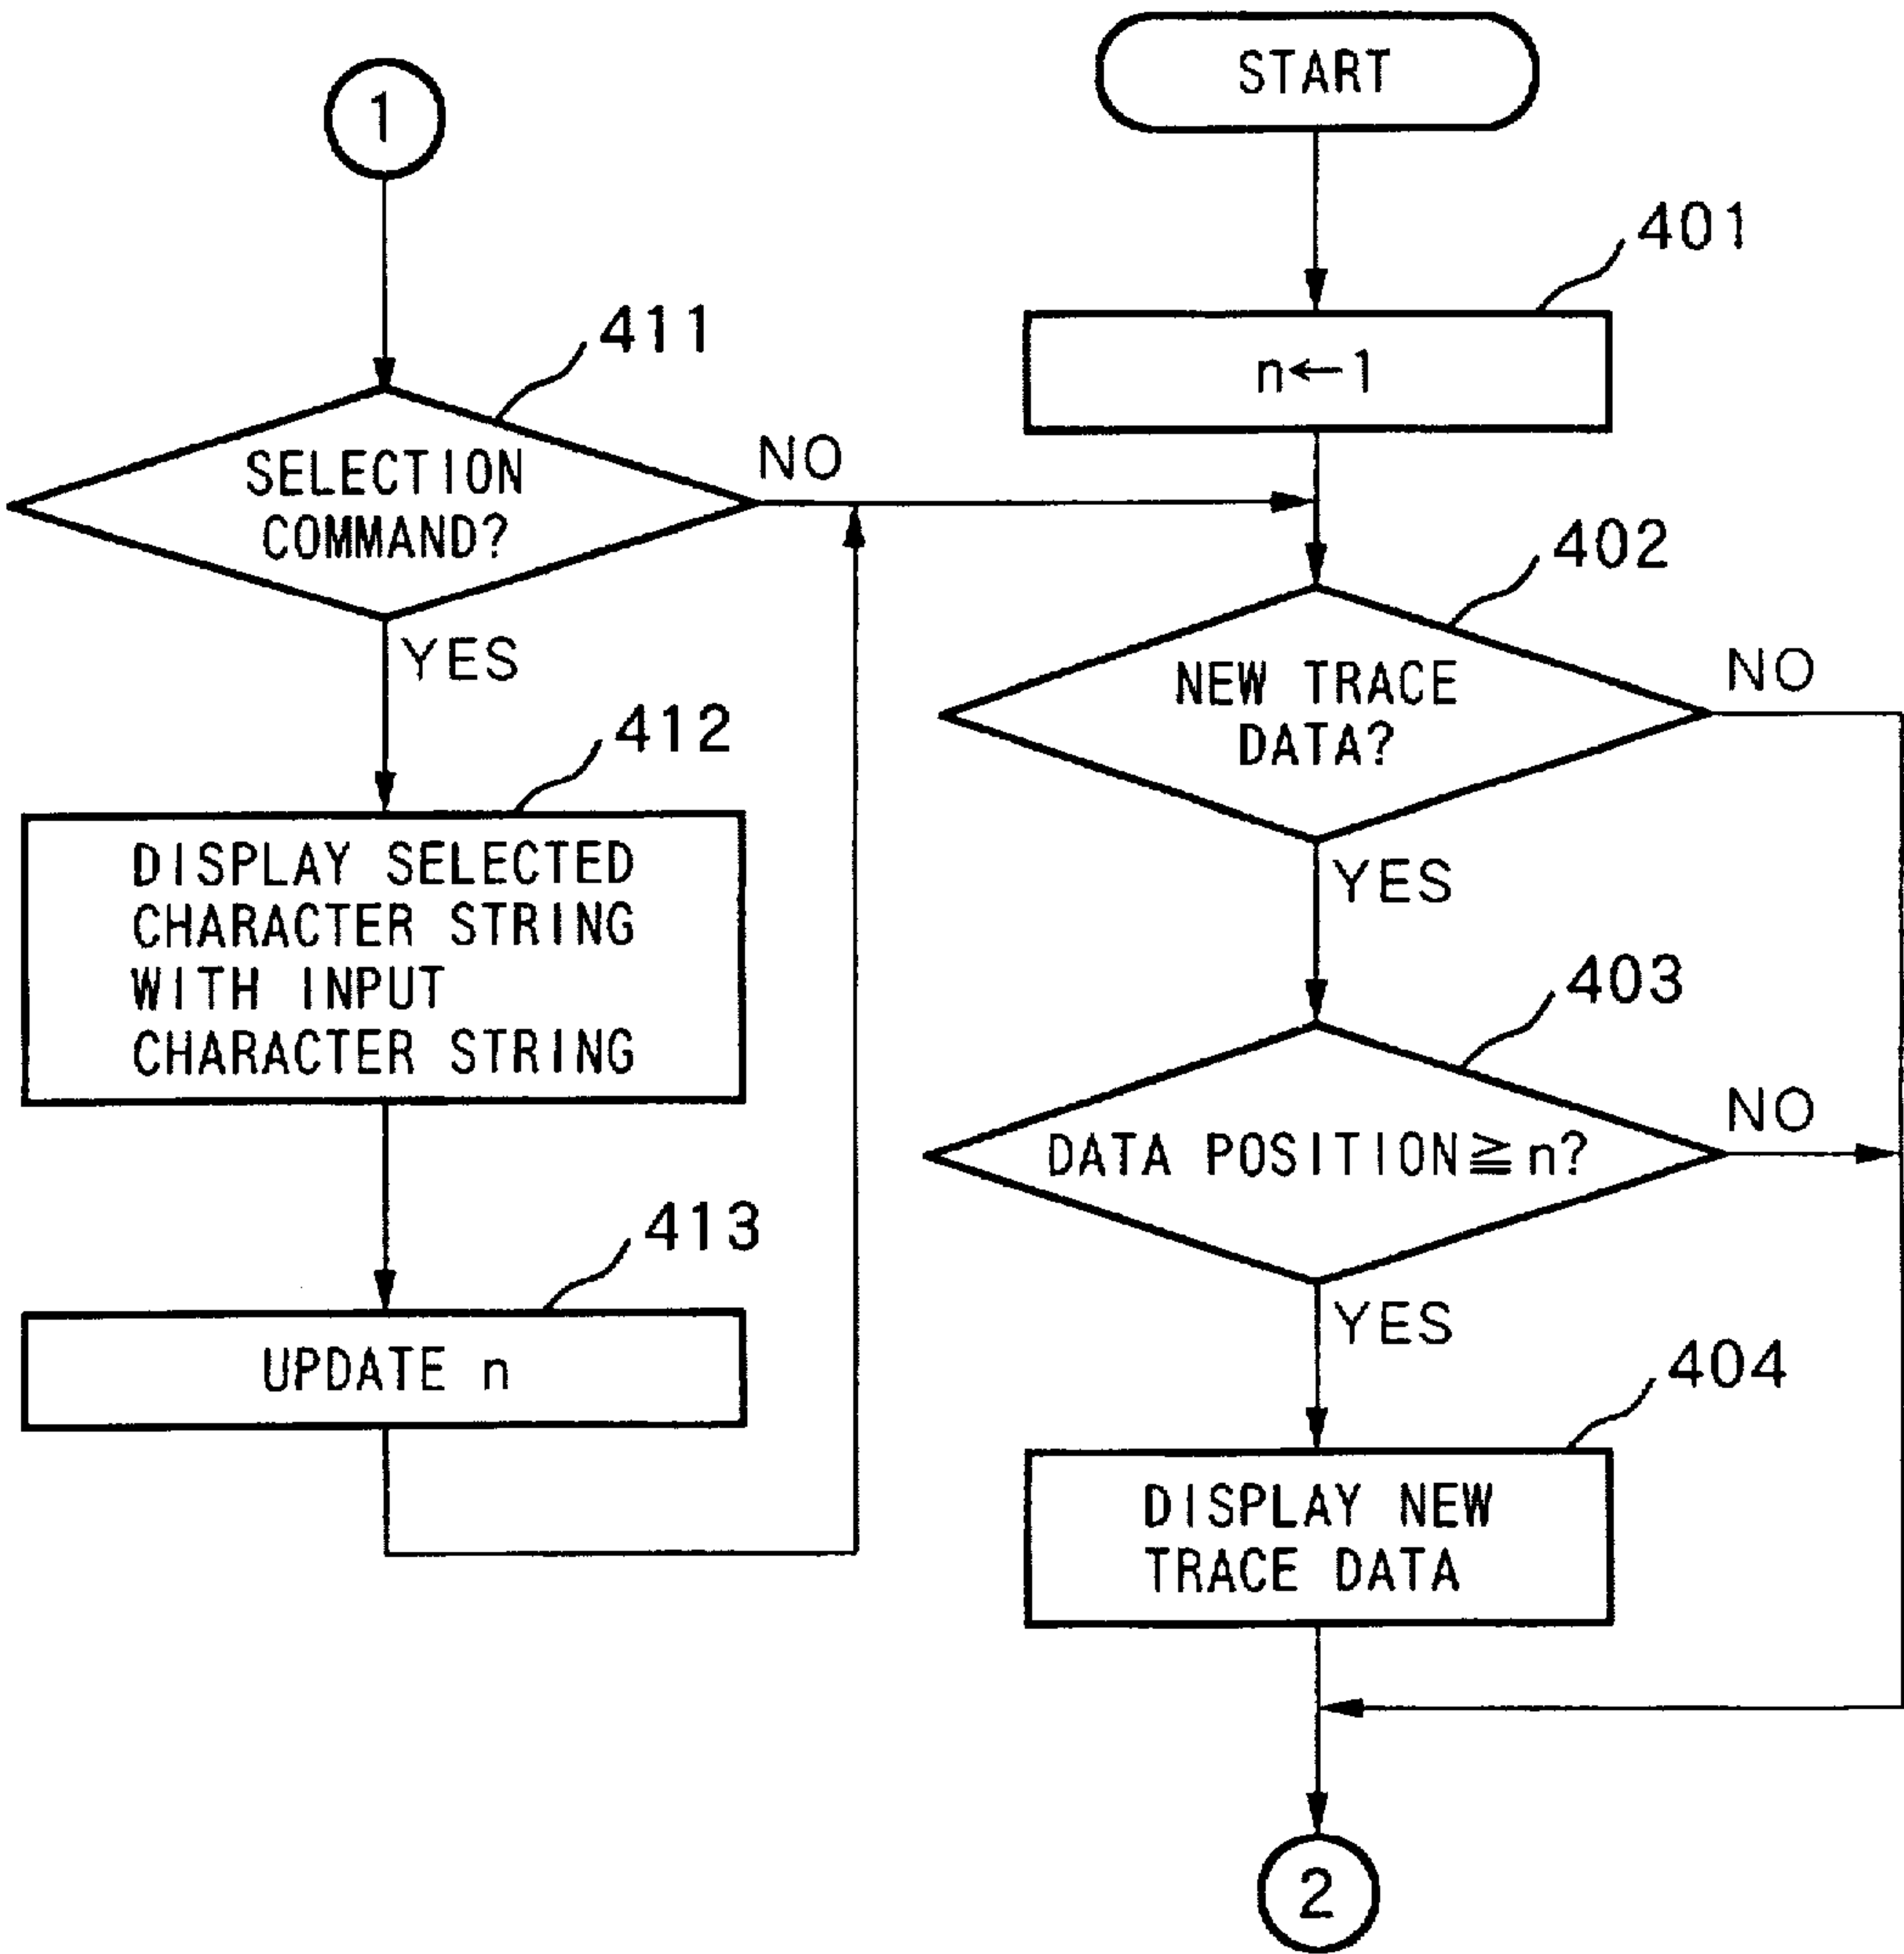 1
411
SELECTION
COMMAND?
NO
YES
412
DISPLAY SELECTED
CHARACTER STRING
WITH INPUT
CHARACTER STRING
413
UPDATE n
START
401
n←1
402
NEW TRACE
DATA?
NO
YES
403
DATA POSITION≧n?
NO
YES
404
DISPLAY NEW
TRACE DATA
2